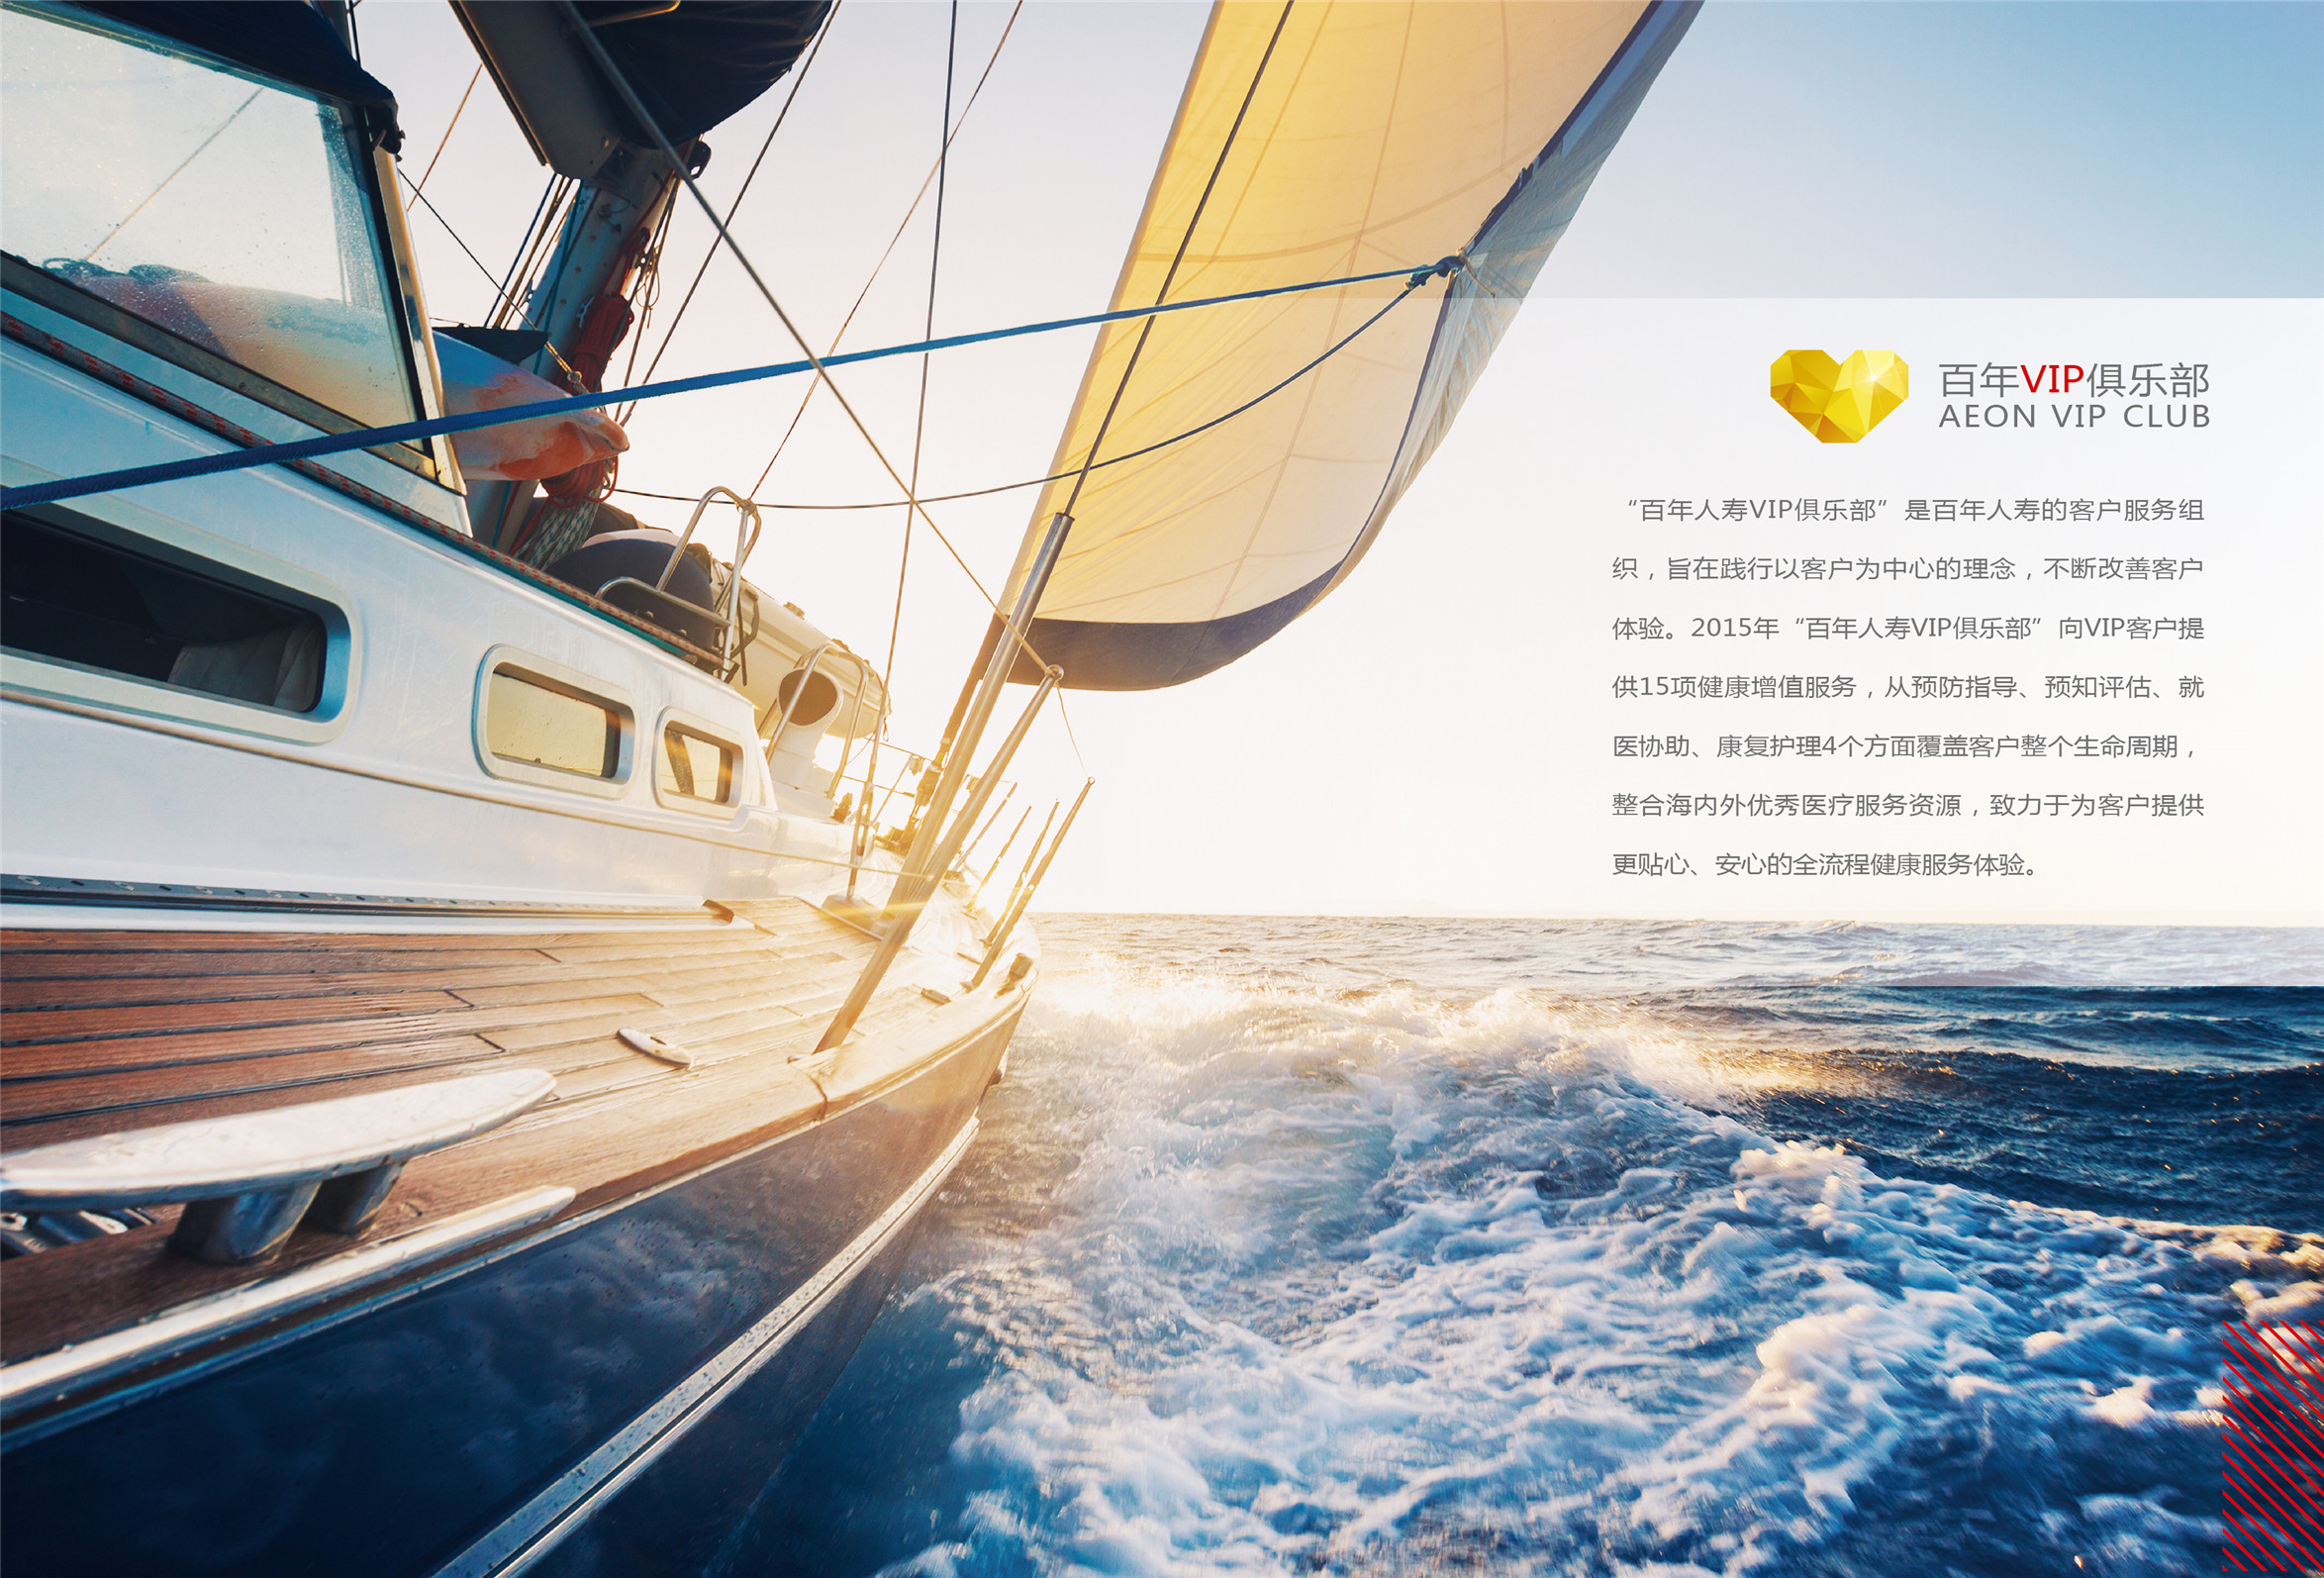 百年VIP俱乐部
AEON VIP CLUB
“百年人寿VIP俱乐部”是百年人寿的客户服务组
织，旨在践行以客户为中心的理念，不断改善客户
体验。2015年“百年人寿VIP俱乐部”向VIP客户提
供15项健康增值服务，从预防指导、预知评估、就
医协助、康复护理4个方面覆盖客户整个生命周期，
整合海内外优秀医疗服务资源，致力于为客户提供
更贴心、安心的全流程健康服务体验。